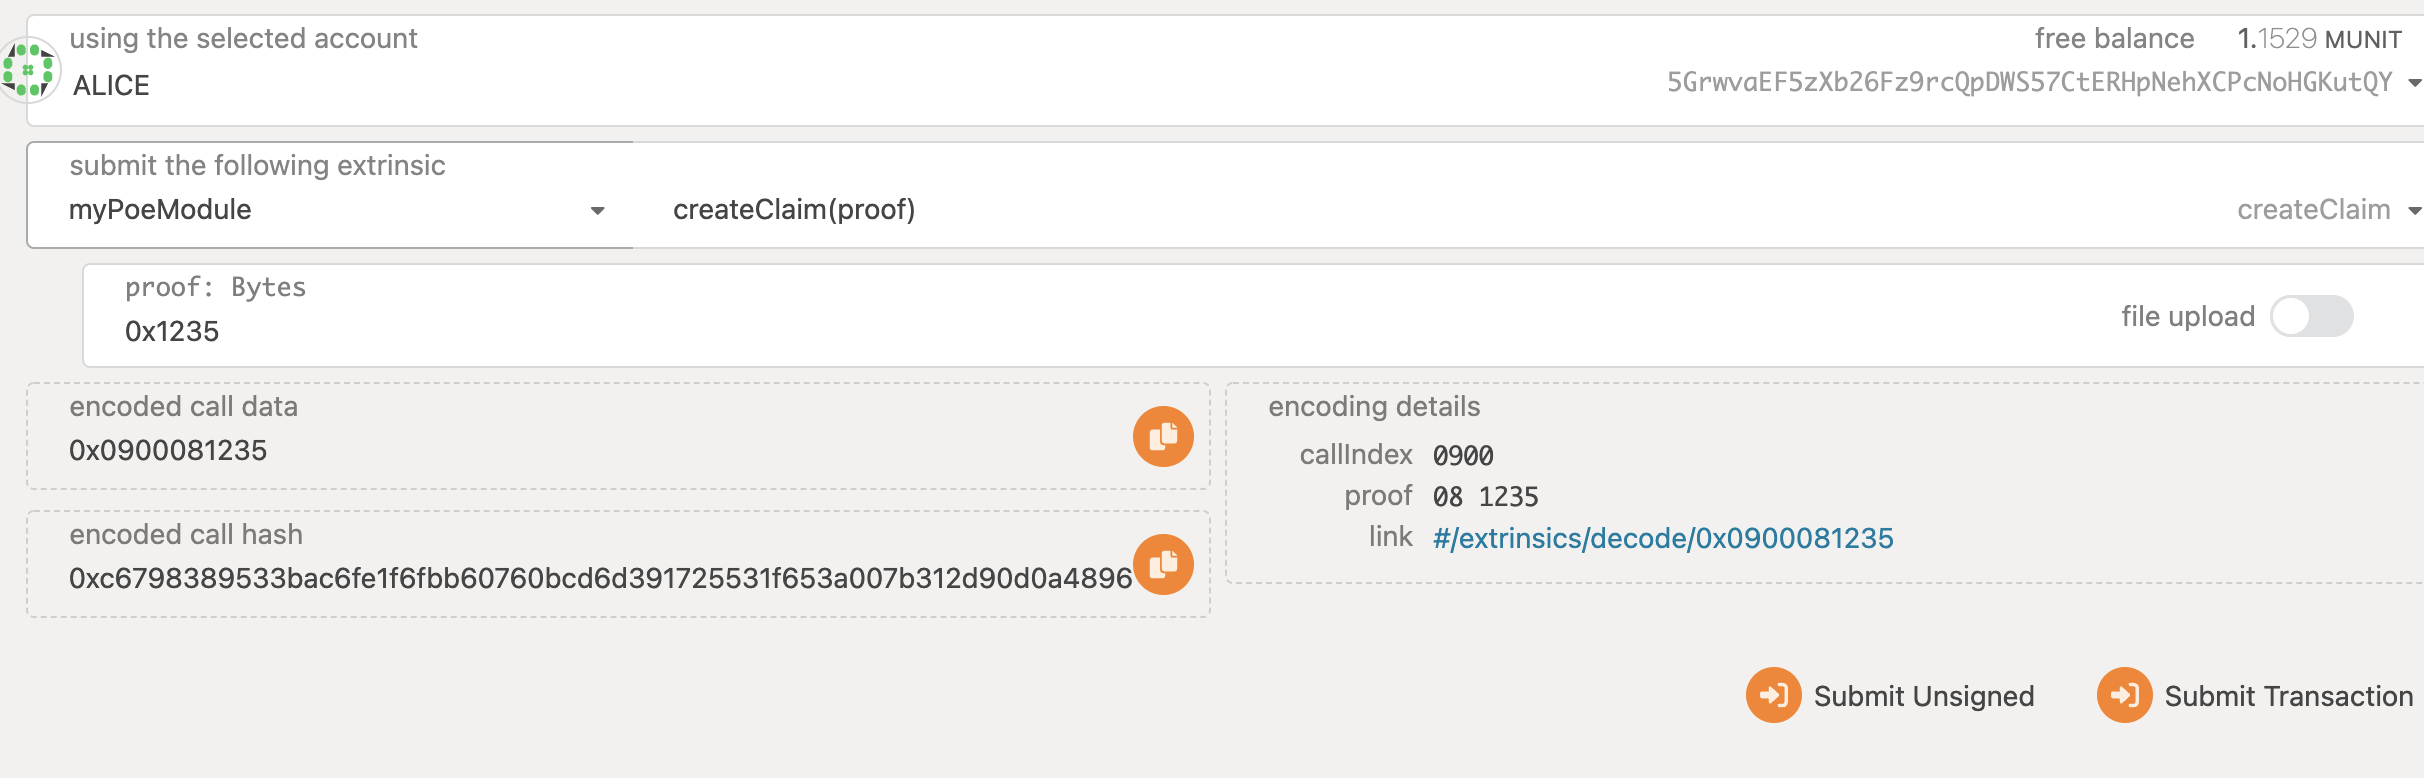 using the selected account
free balance 1.1529 MUNIT
ALICE
5GrwvaEF5zXb26Fz9rcQpDWS57CtERHpNehXCPcNoHGKutQY
submit the following extrinsic
myPoeModule
createClaim(proof)
createClaim
proof: Bytes
0x1235
file upload
encoded call data
0x0900081235
encoded call hash
0xc6798389533bac6fe1f6fbb60760bcd6d391725531f653a007b312d90d0a4896
encoding details
callIndex 0900
proof 08 1235
link #/extrinsics/decode/0x0900081235
Submit Unsigned
Submit Transaction